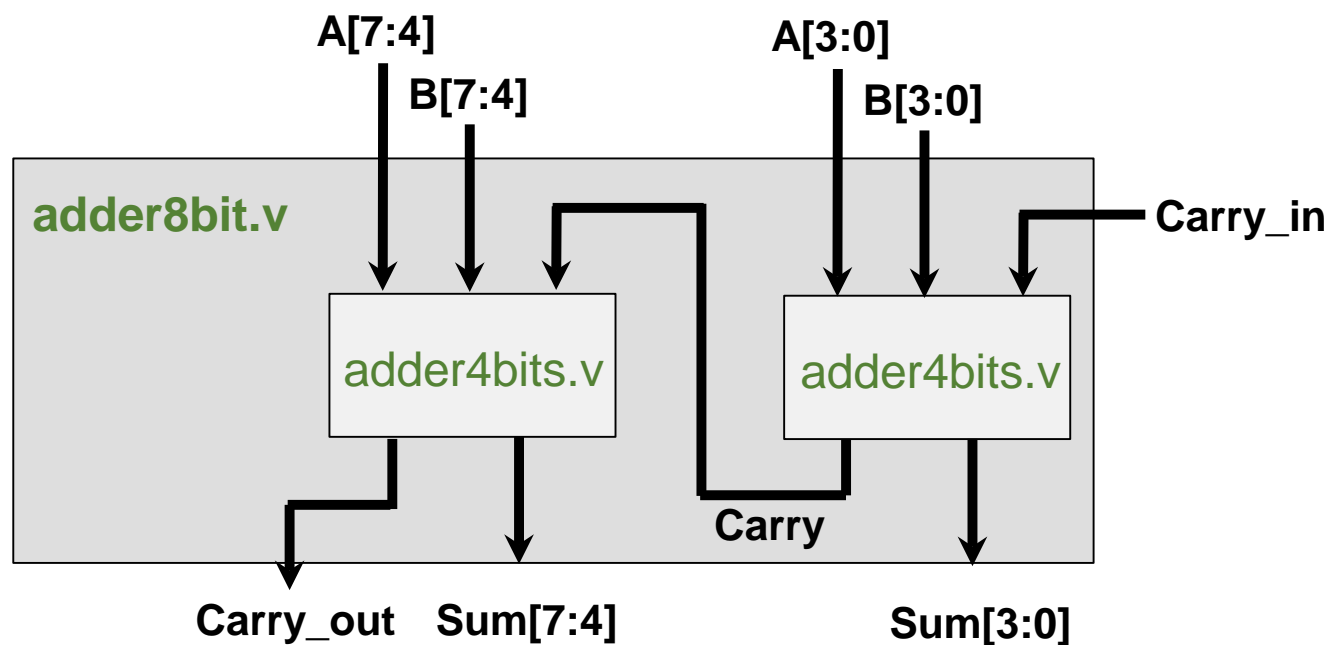 A[7:4]
A[3:0]
B[7:4]
B[3:0]
adder8bit.v
Carry_in
adder4bits.v
adder4bits.v
Carry
Carry_out
Sum[7:4]
Sum[3:0]